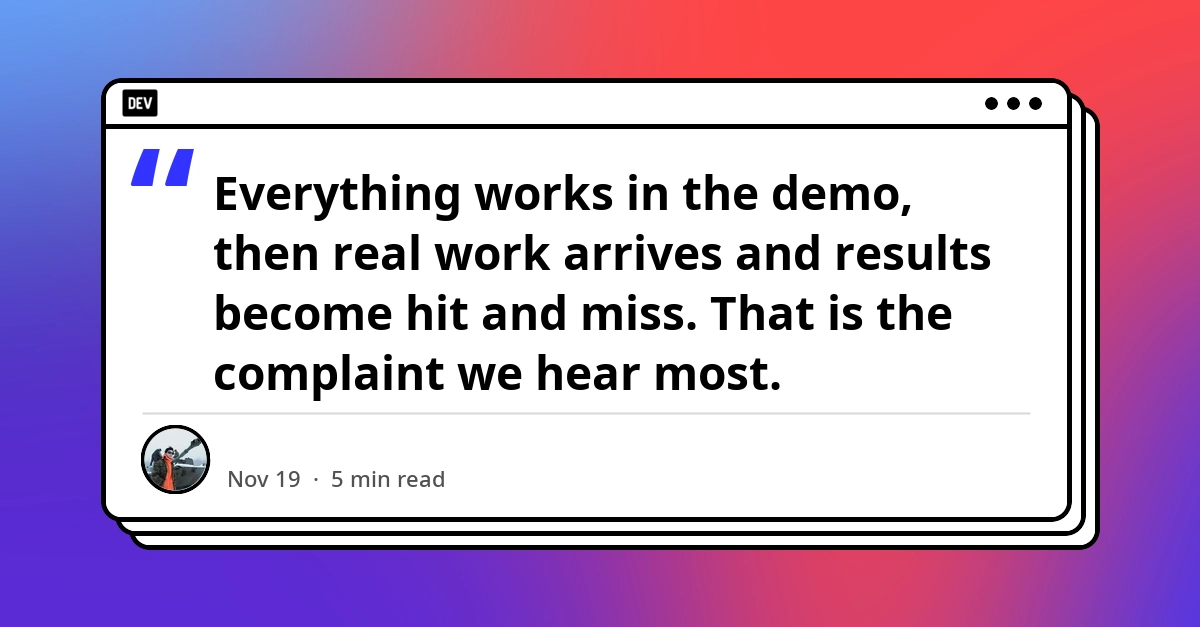 DEV
“Everything works in the demo,
then real work arrives and results
become hit and miss. That is the
complaint we hear most.
Nov 19 · 5 min read